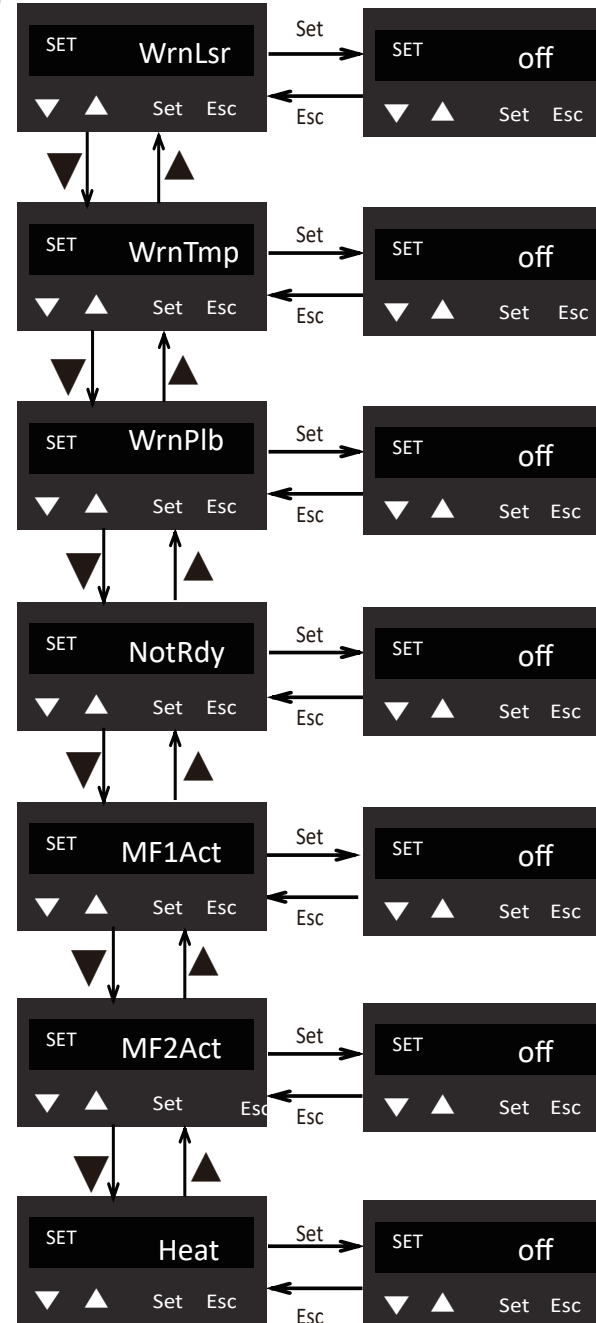 SET WrnLsr
Set Esc
Set
Esc
SET off
Set Esc
SET WrnTmp
Set Esc
Set
Esc
SET off
Set Esc
SET WrnPlb
Set Esc
Set
Esc
SET off
Set Esc
SET NotRdy
Set Esc
Set
Esc
SET off
Set Esc
SET MF1Act
Set Esc
Set
Esc
SET off
Set Esc
SET MF2Act
Set Esc
Set
Esc
SET off
Set Esc
SET Heat
Set Esc
Set
Esc
SET off
Set Esc